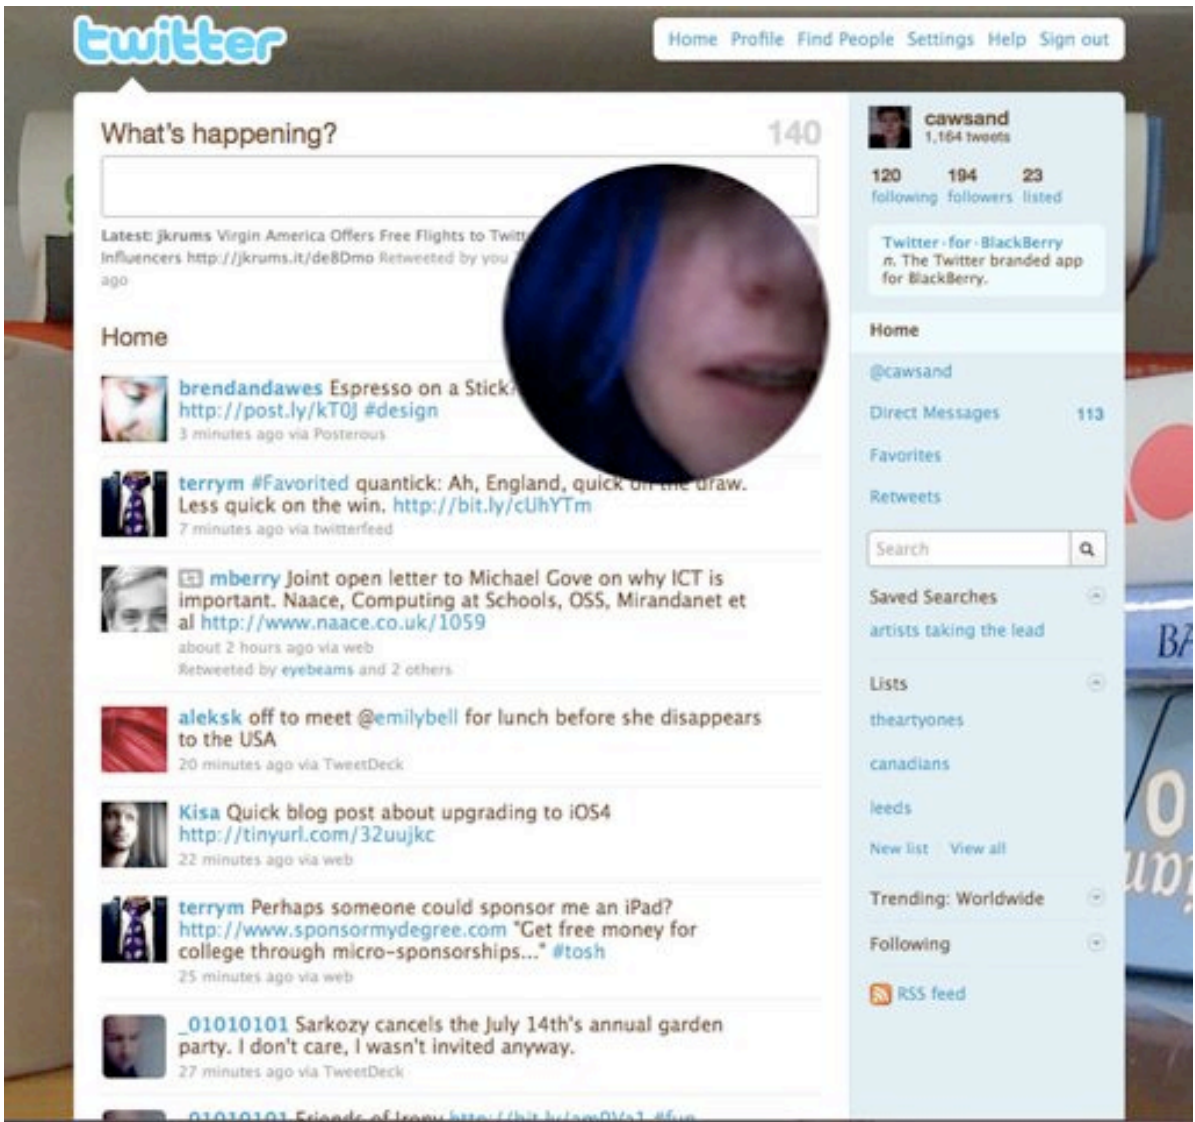 twitter
Home Profile Find People Settings Help Sign out
What's happening?
140
Latest: jkrums Virgin America Offers Free Flights to Twitt
Influencers http://jkrums.it/de8Dmo Retweeted by you
ago
Home
brendandawes Espresso on a Stick?
http://post.ly/kT0J #design
3 minutes ago via Posterous
terrym #Favorited quantick: Ah, England, quick on the draw.
Less quick on the win. http://bit.ly/cUhYTm
7 minutes ago via twitterfeed
mberry Joint open letter to Michael Gove on why ICT is
important. Naace, Computing at Schools, OSS, Mirandanet et
al http://www.naace.co.uk/1059
about 2 hours ago via web
Retweeted by eyebeams and 2 others
aleksk off to meet @emilybell for lunch before she disappears
to the USA
20 minutes ago via TweetDeck
Kisa Quick blog post about upgrading to iOS4
http://tinyurl.com/32uujkc
22 minutes ago via web
terrym Perhaps someone could sponsor me an iPad?
http://www.sponsormydegree.com "Get free money for
college through micro-sponsorships..." #tosh
25 minutes ago via web
_01010101 Sarkozy cancels the July 14th's annual garden
party. I don't care, I wasn't invited anyway.
27 minutes ago via TweetDeck
_01010101 Friends of Irony
cawsand
1,164 tweets
120 194 23
following followers listed
Twitter·for·BlackBerry
n. The Twitter branded app
for BlackBerry.
Home
@cawsand
Direct Messages 113
Favorites
Retweets
Search
Saved Searches
artists taking the lead
Lists
theartyones
canadians
leeds
New list View all
Trending: Worldwide
Following
RSS feed
BA